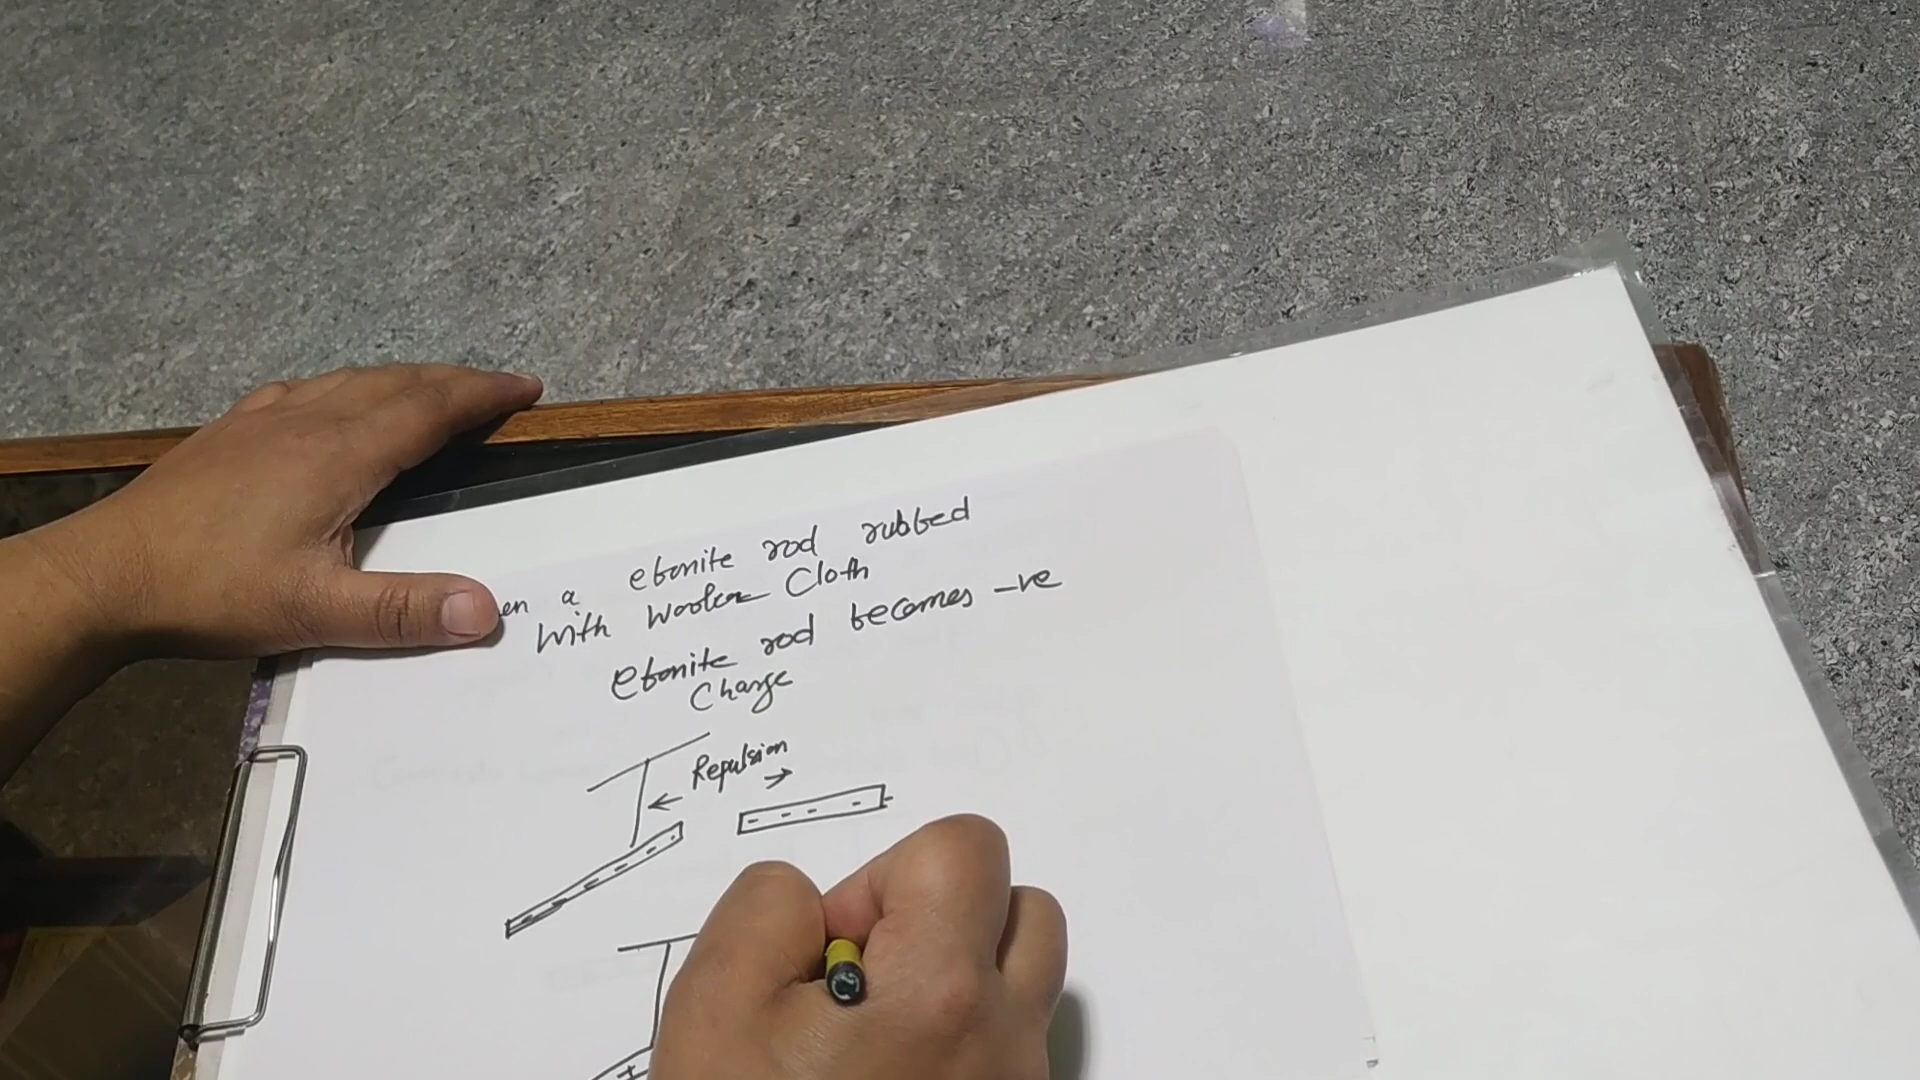 en a ebonite rod rubbed
with woolen cloth
Ebonite rod becomes -ve
Charge
Repulsion
← →
- - - -
- - - - - -
+